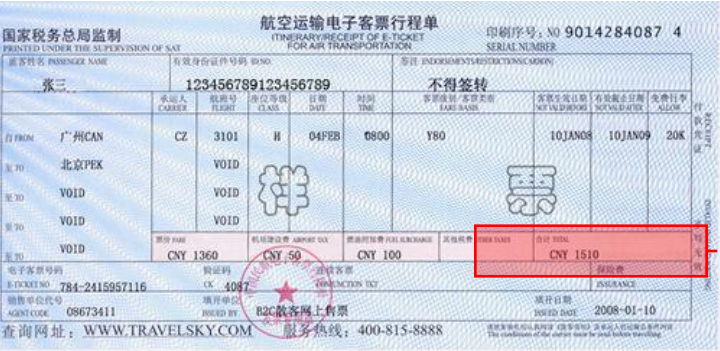 国家税务总局监制
PRINTED UNDER THE SUPERVISION OF SAT
航空运输电子客票行程单
ITINERARY/RECEIPT OF E-TICKET
FOR AIR TRANSPORTATION
印刷序号: NO 9014284087 4
SERIAL NUMBER
旅客姓名 PASSENGER NAME 有效身份证件号码 ID.NO. 签注 ENDORSEMENTS/RESTRICTIONS(CARBON)
张三 123456789123456789 不得签转
承运人 航班号 座位等级 日期 时间 客票级别/客票类别 客票生效日期 有效截止日期 免费行李
CARRIER FLIGHT CLASS DATE TIME FARE BASIS NOT VALID BEFORE NOT VALID AFTER ALLOW
自 FROM 广州CAN CZ 3101 H 04FEB 0800 Y80 10JAN08 10JAN09 20K
至 TO 北京PEK VOID
至 TO VOID VOID
至 TO VOID VOID
至 TO VOID
样 票
票价 FARE 机场建设费 AIRPORT TAX 燃油附加费 FUEL SURCHARGE 其他税费 OTHER TAXES 合计 TOTAL
CNY 1360 CNY 50 CNY 100 CNY 1510
电子客票号码 验证码 连续客票 保险费
E-TICKET NO 784-2415957116 CK 4087 CONJUNCTION TKT INSURANCE
销售单位代号 填开单位 填开日期
AGENT CODE 08673411 ISSUED BY B2C散客网上售票 ISSUED DATE 2008-01-10
查询网址: WWW.TRAVELSKY.COM 服务热线: 400-815-8888
付款凭证
RECEIPT